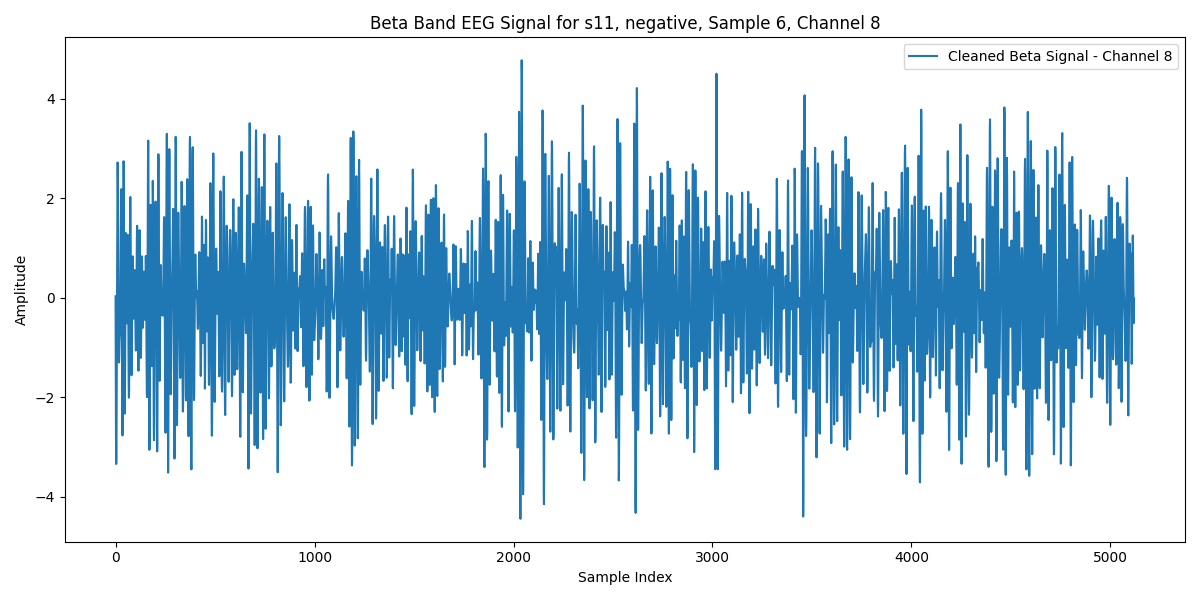 Beta Band EEG Signal for s11, negative, Sample 6, Channel 8
Cleaned Beta Signal - Channel 8
Amplitude
4
2
0
−2
−4
0 1000 2000 3000 4000 5000
Sample Index